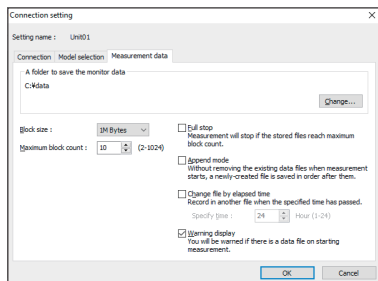 Connection setting
Setting name :  Unit01
Connection  Model selection  Measurement data
A folder to save the monitor data
C:¥data
Change...
Block size :  1M Bytes
Maximum block count :  10  (2-1024)
Full stop
Measurement will stop if the stored files reach maximum
block count.
Append mode
Without removing the existing data files when measurement
starts, a newly-created file is saved in order after them.
Change file by elapsed time
Record in another file when the specified time has passed.
Specify time :  24  Hour (1-24)
Warning display
You will be warned if there is a data file on starting
measurement.
OK  Cancel